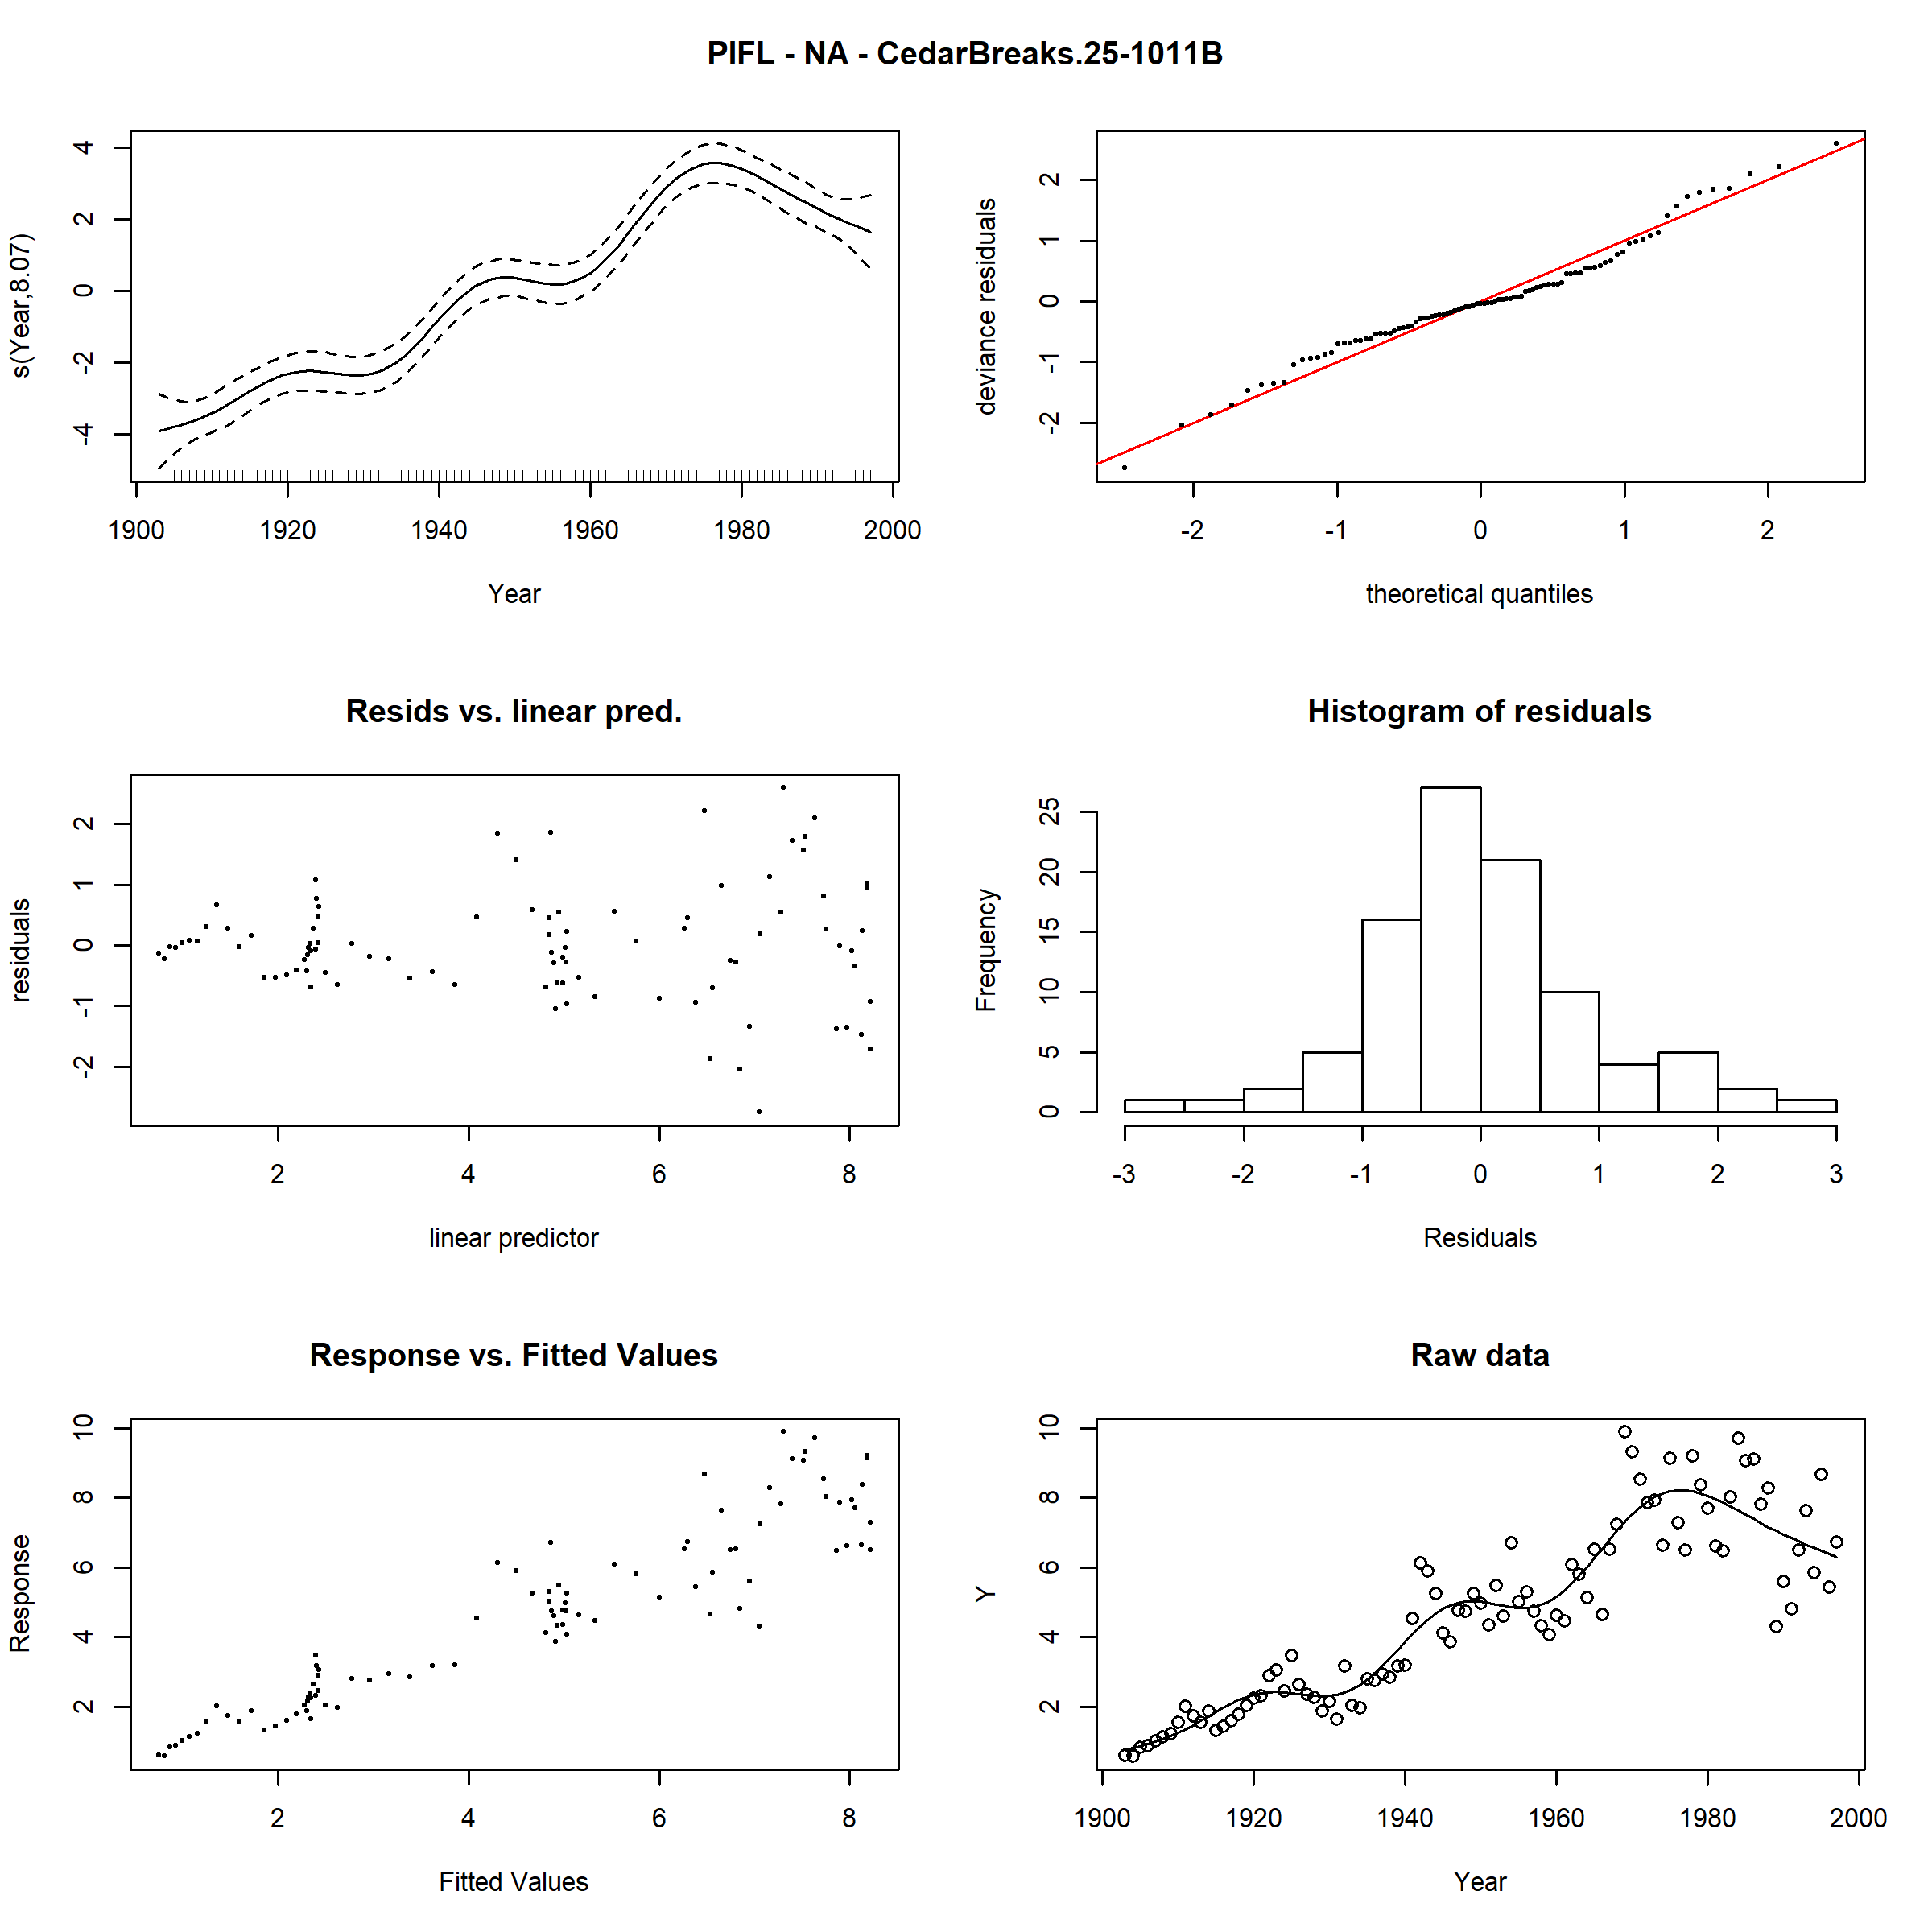 PIFL - NA - CedarBreaks.25-1011B
s(Year,8.07)
4
2
0
-2
-4
1900 1920 1940 1960 1980 2000
Year
deviance residuals
2
1
0
-1
-2
-2 -1 0 1 2
theoretical quantiles
Resids vs. linear pred.
residuals
2
1
0
-1
-2
2 4 6 8
linear predictor
Histogram of residuals
Frequency
25
20
15
10
5
0
-3 -2 -1 0 1 2 3
Residuals
Response vs. Fitted Values
Response
10
8
6
4
2
2 4 6 8
Fitted Values
Raw data
Y
10
8
6
4
2
1900 1920 1940 1960 1980 2000
Year